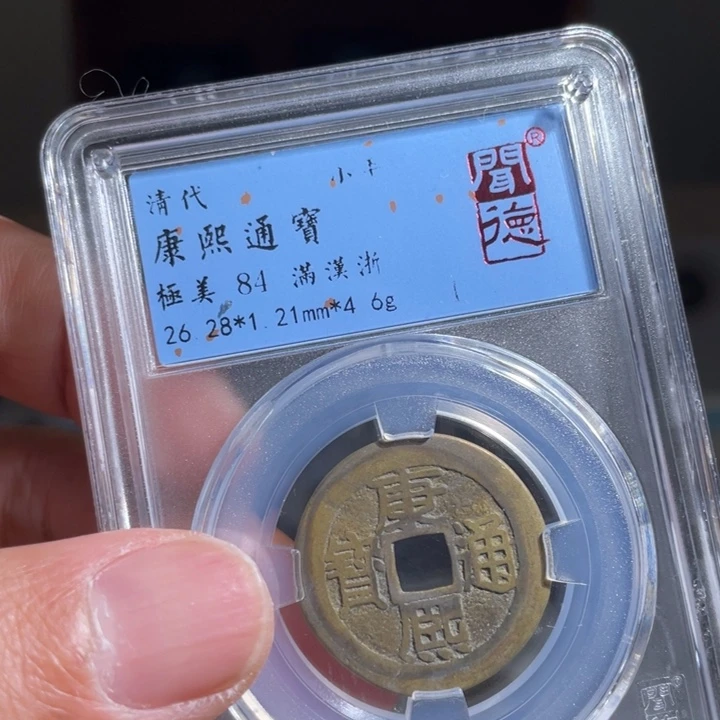 清代 小
康熙通寶
極美 84 滿漢浙
26.28*1.21mm*4.6g
聞德®
康熙通寶
聞